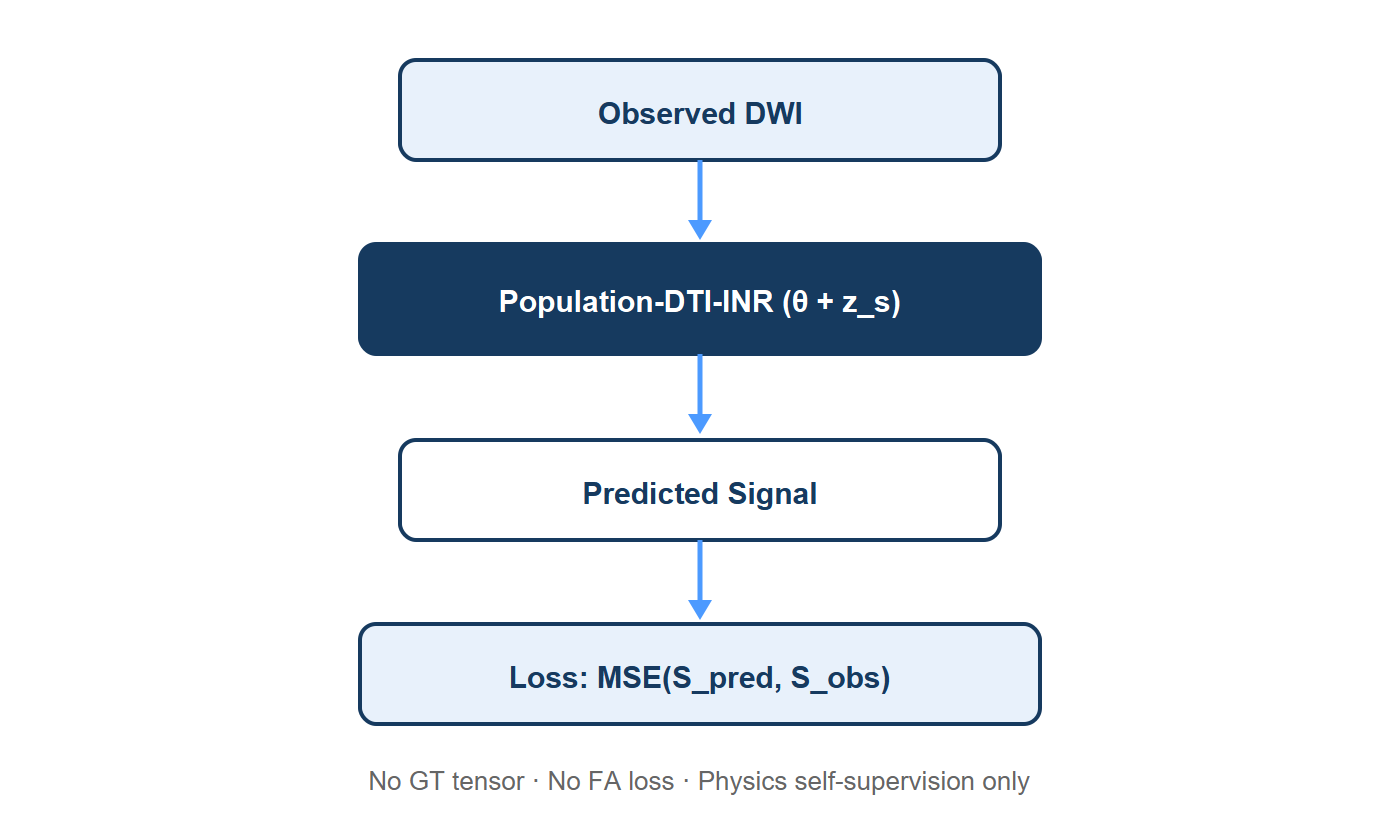 Observed DWI
Population-DTI-INR (θ + z_s)
Predicted Signal
Loss: MSE(S_pred, S_obs)
No GT tensor · No FA loss · Physics self-supervision only